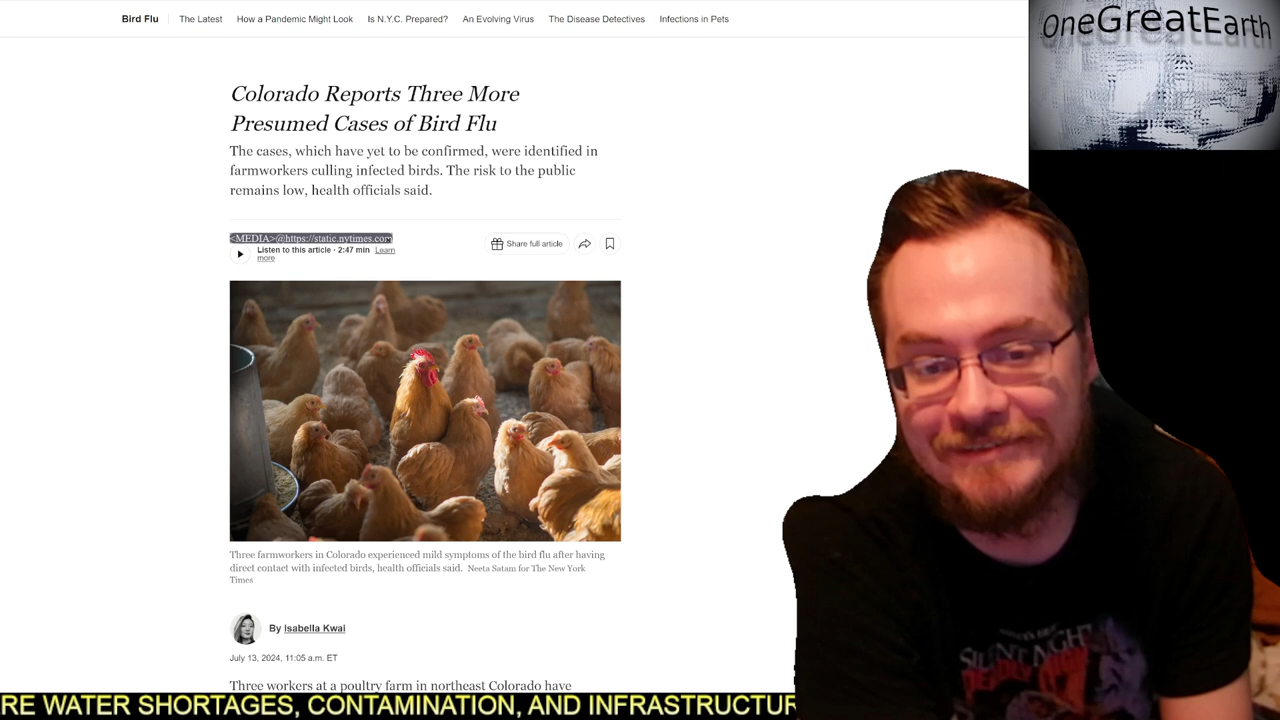 Bird Flu The Latest How a Pandemic Might Look Is N.Y.C. Prepared? An Evolving Virus The Disease Detectives Infections in Pets
OneGreatEarth
Colorado Reports Three More
Presumed Cases of Bird Flu
The cases, which have yet to be confirmed, were identified in
farmworkers culling infected birds. The risk to the public
remains low, health officials said.
<MEDIA>@https://static.nytimes.com
Listen to this article · 2:47 min Learn
more
Share full article
Three farmworkers in Colorado experienced mild symptoms of the bird flu after having
direct contact with infected birds, health officials said. Neeta Satam for The New York
Times
By Isabella Kwai
July 13, 2024, 11:05 a.m. ET
Three workers at a poultry farm in northeast Colorado have
SILENT NIGHT
RE WATER SHORTAGES, CONTAMINATION, AND INFRASTRUCTUR